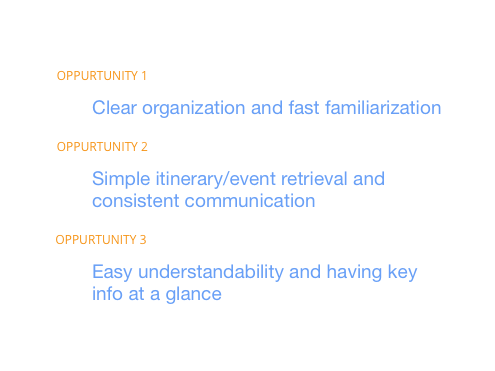 OPPURTUNITY 1
Clear organization and fast familiarization
OPPURTUNITY 2
Simple itinerary/event retrieval and
consistent communication
OPPURTUNITY 3
Easy understandability and having key
info at a glance